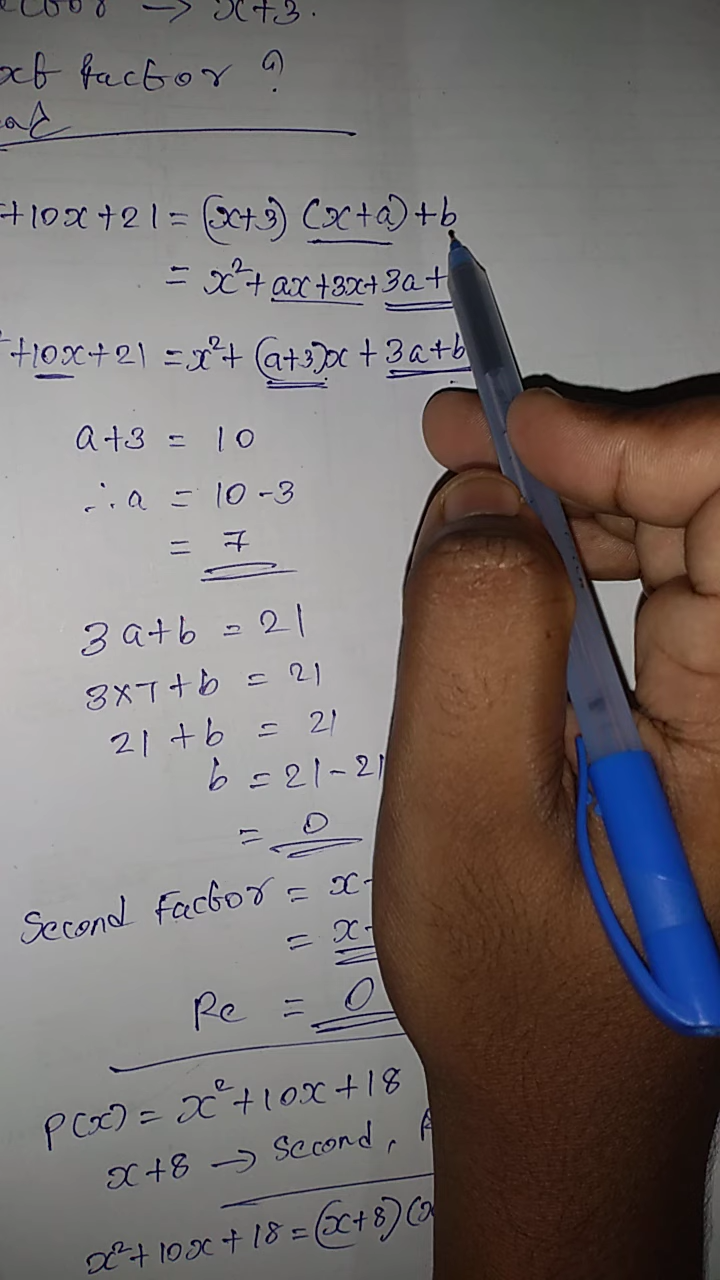 → x+3.
factor ?
+10x+21 = (x+3) (x+a)+b
= x²+ax+3x+3a+
+10x+21 = x²+(a+3)x+3a+b
a+3 = 10
∴a = 10-3
= 7
3a+b = 21
3×7+b = 21
21+b = 21
b = 21-21
= 0
Second Factor = x
= x
Re = 0
P(x) = x²+10x+18
x+8 → Second,
x²+10x+18 = (x+8)(x